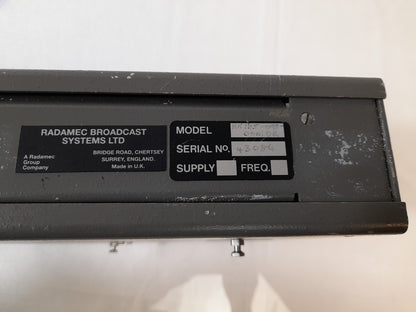 RADAMEC BROADCAST
SYSTEMS LTD
BRIDGE ROAD, CHERTSEY
SURREY, ENGLAND.
Made in U.K.
A Radamec
Group
Company
MODEL
SERIAL NO. 43086
SUPPLY FREQ.